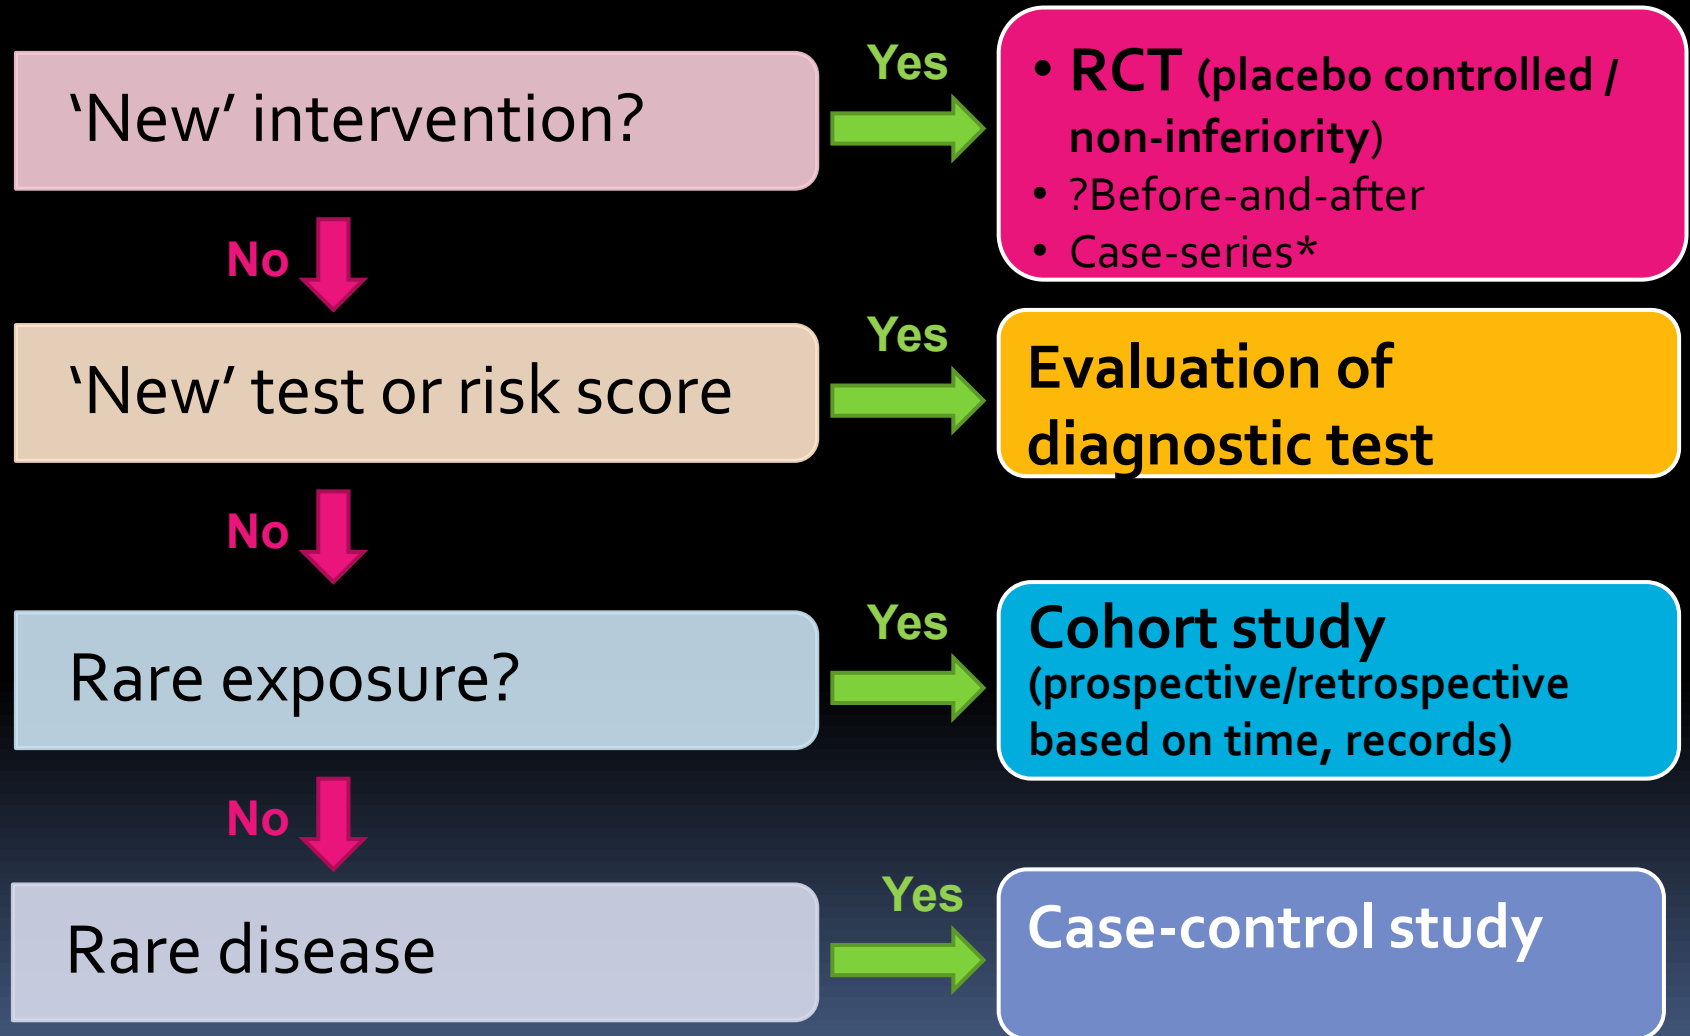 ‘New’ intervention?
Yes
• RCT (placebo controlled /
non-inferiority)
• ?Before-and-after
• Case-series*
No
‘New’ test or risk score
Yes
Evaluation of
diagnostic test
No
Rare exposure?
Yes
Cohort study
(prospective/retrospective
based on time, records)
No
Rare disease
Yes
Case-control study